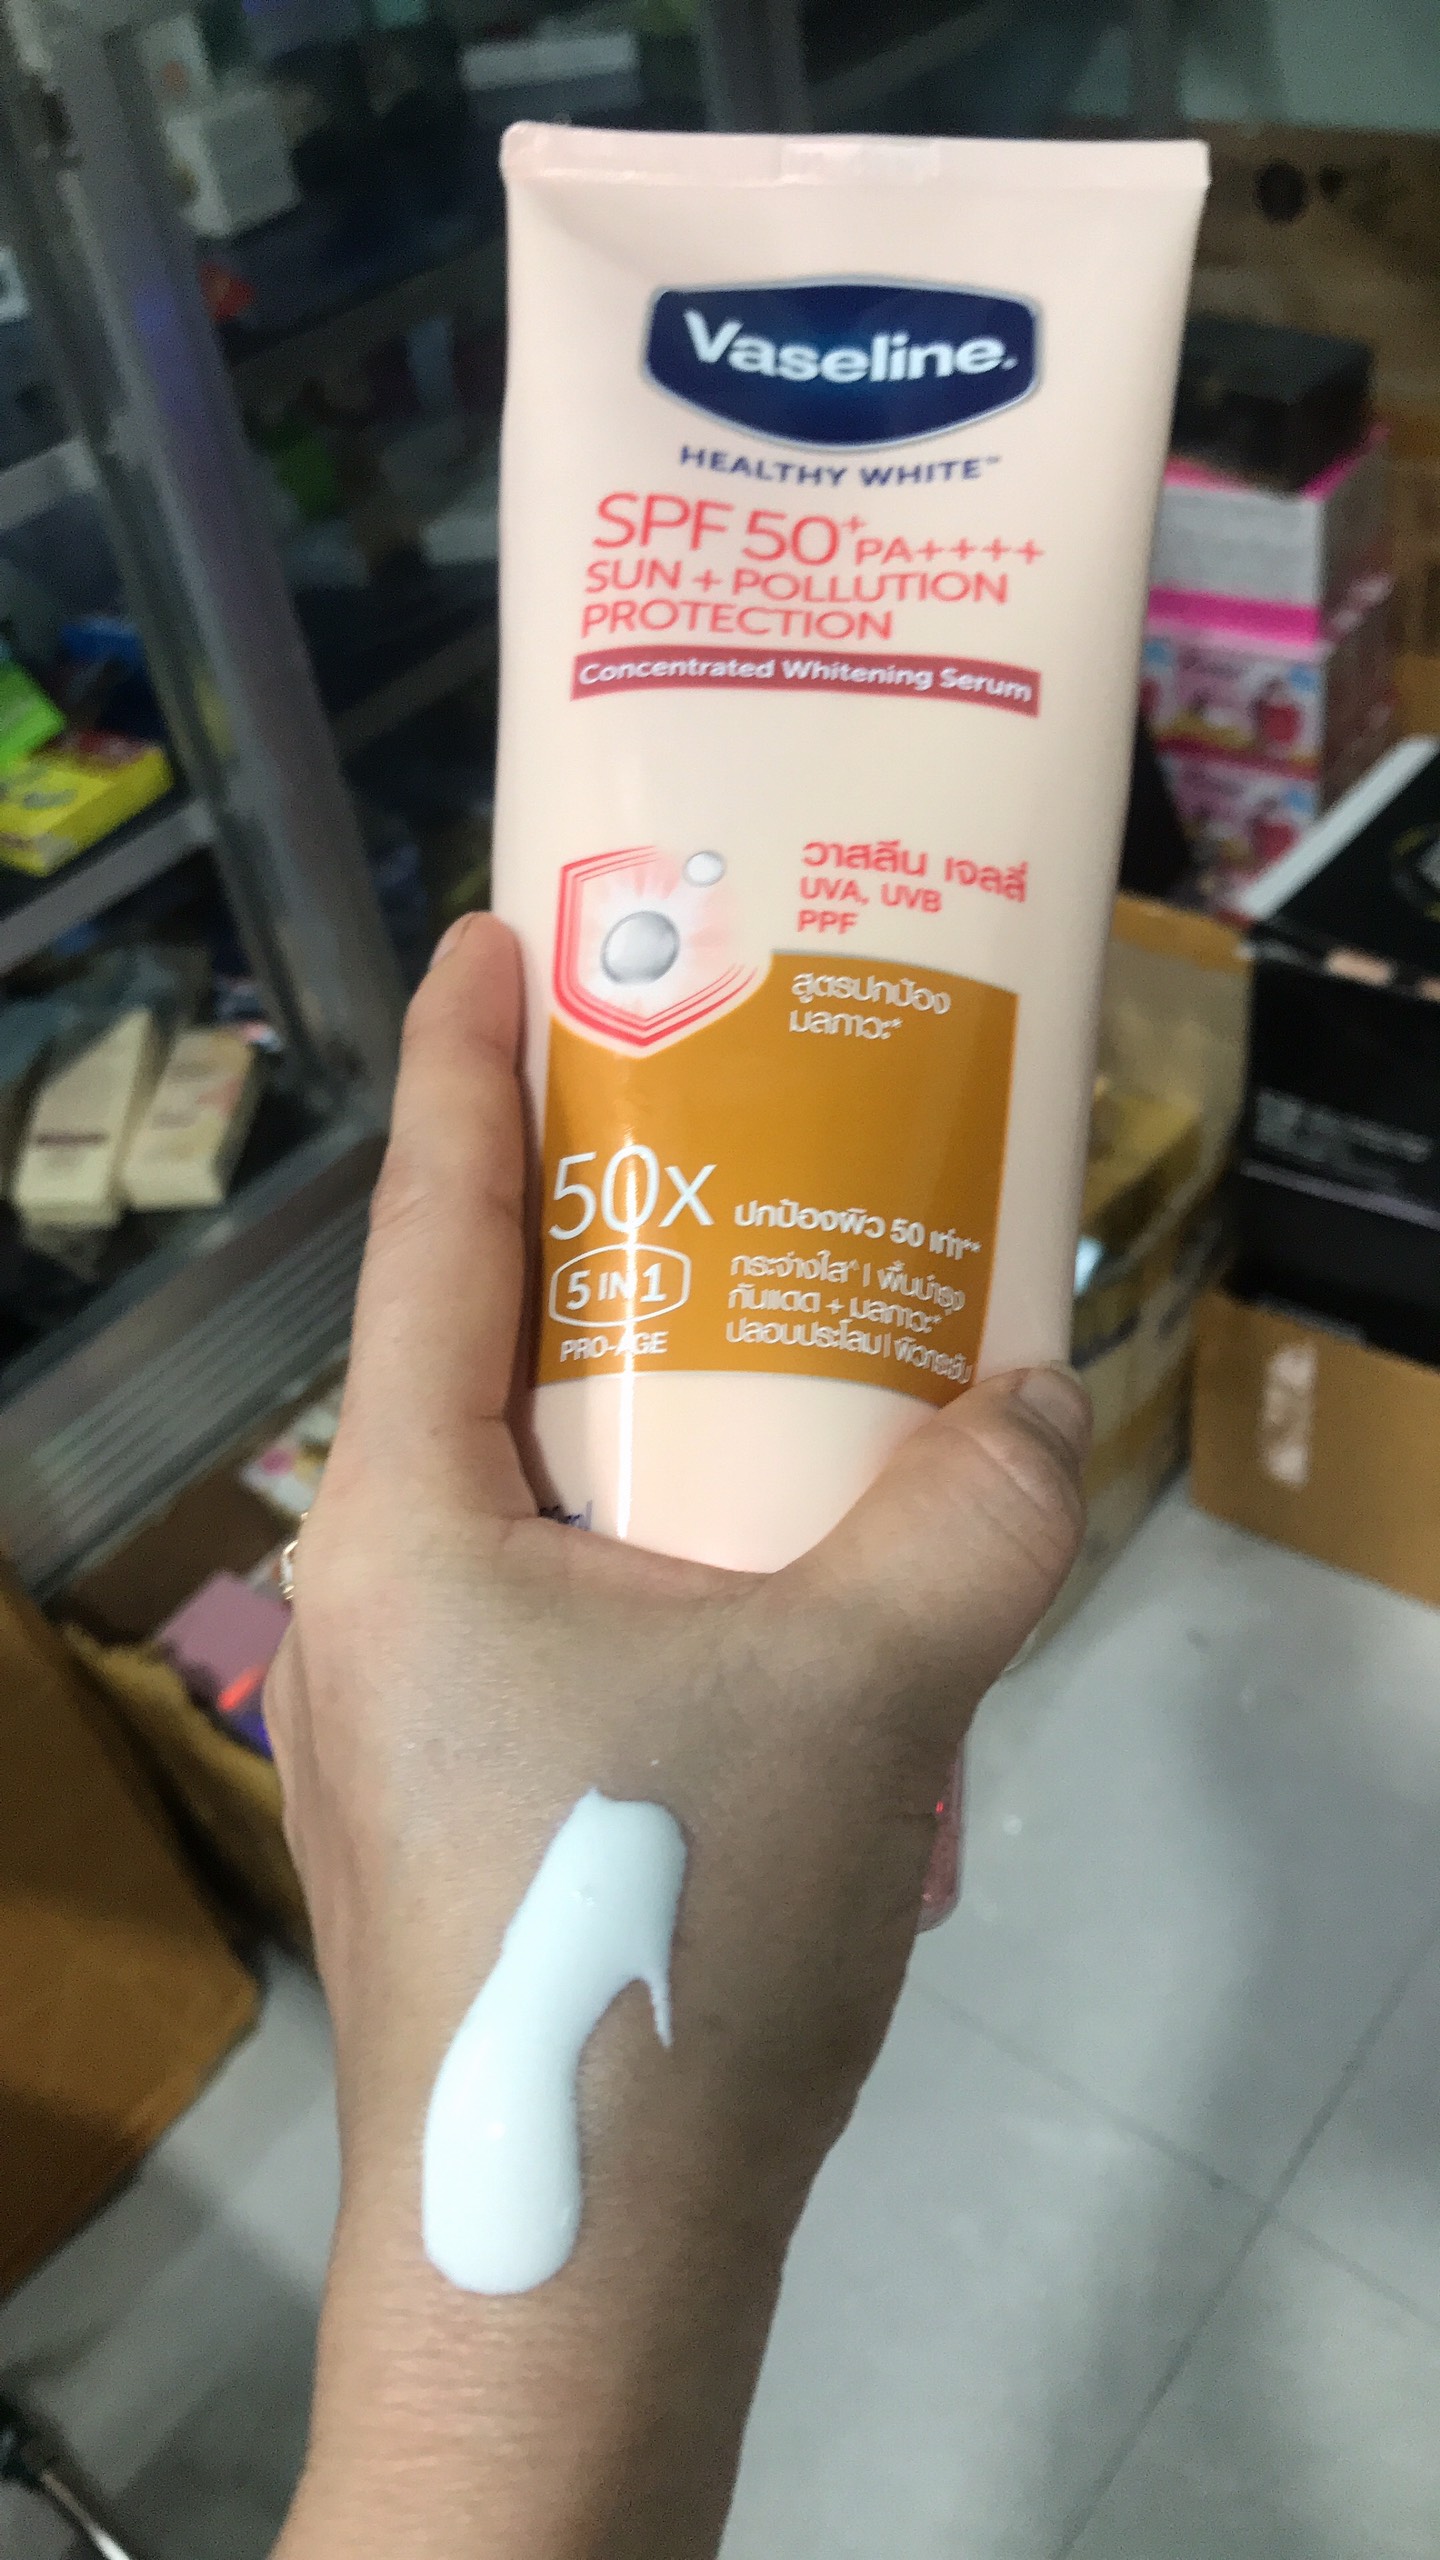 Vaseline.
HEALTHY WHITE™
SPF 50+ PA++++
SUN + POLLUTION
PROTECTION
Concentrated Whitening Serum
วาสลีน เจลลี่
UVA, UVB
PPF
สูตรปกป้อง
มลภาวะ*
50X ปกป้องผิว 50 เท่า**
5 IN 1
PRO-AGE
กระจ่างใส^ | ฟื้นบำรุง
กันแดด + มลภาวะ*
ปลอบประโลม | ผิวกระชับ